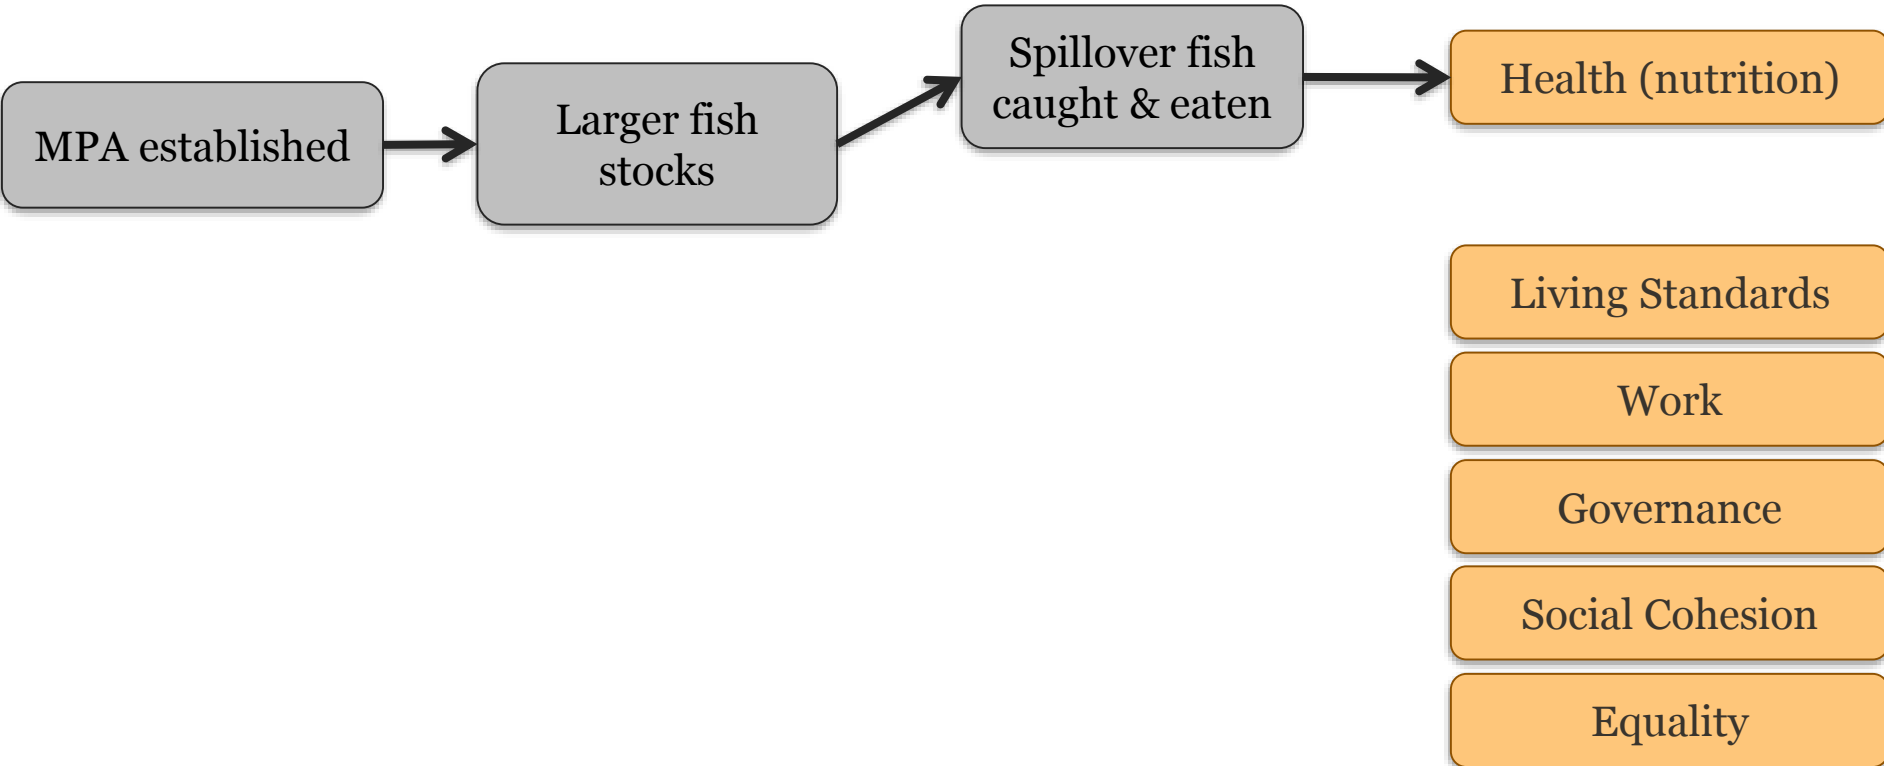 MPA established
Larger fish
stocks
Spillover fish
caught & eaten
Health (nutrition)
Living Standards
Work
Governance
Social Cohesion
Equality